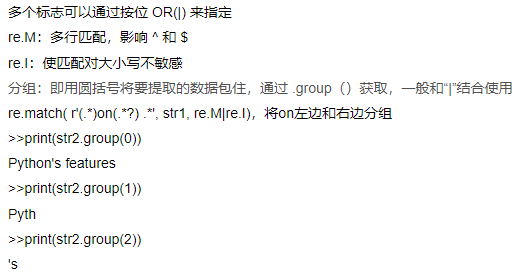 多个标志可以通过按位 OR(|) 来指定
re.M：多行匹配，影响 ^ 和 $
re.I：使匹配对大小写不敏感
分组：即用圆括号将要提取的数据包住，通过 .group（）获取，一般和“|”结合使用
re.match( r'(.*)on(.*?) .*', str1, re.M|re.I)，将on左边和右边分组
>>print(str2.group(0))
Python's features
>>print(str2.group(1))
Pyth
>>print(str2.group(2))
's